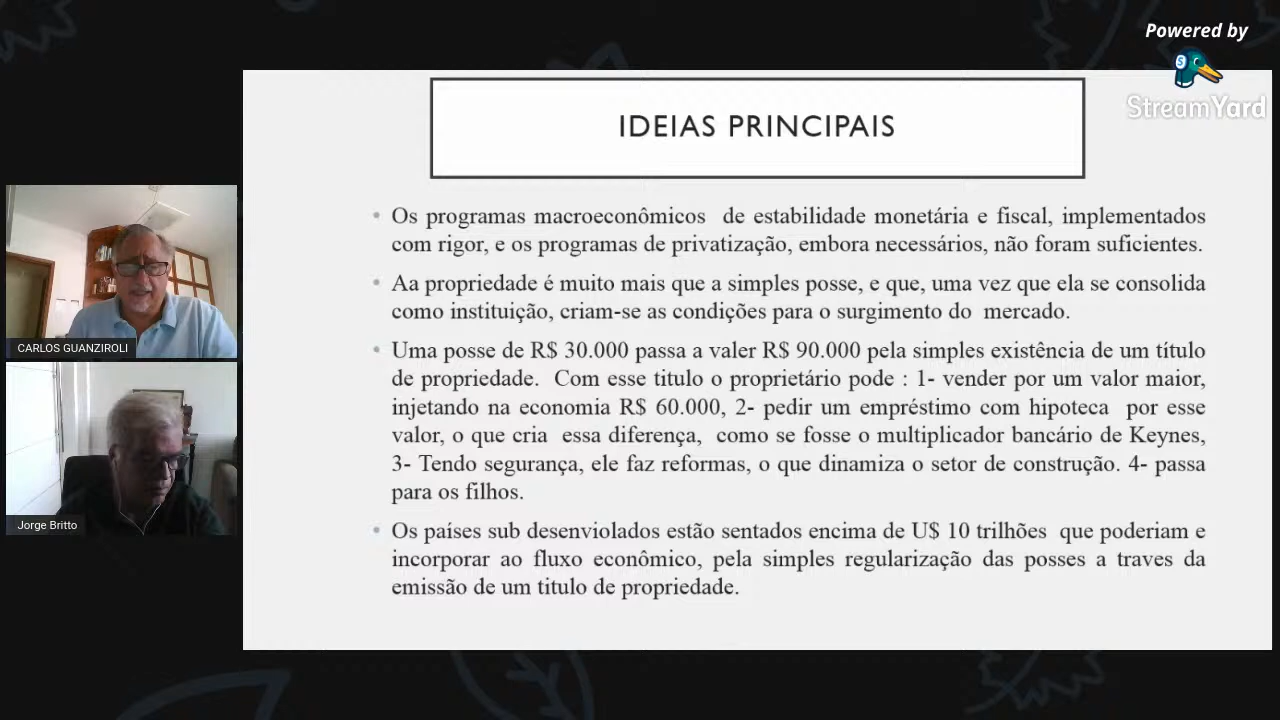 Powered by
StreamYard
IDEIAS PRINCIPAIS
• Os programas macroeconômicos de estabilidade monetária e fiscal, implementados
com rigor, e os programas de privatização, embora necessários, não foram suficientes.
• Aa propriedade é muito mais que a simples posse, e que, uma vez que ela se consolida
como instituição, criam-se as condições para o surgimento do mercado.
• Uma posse de R$ 30.000 passa a valer R$ 90.000 pela simples existência de um título
de propriedade. Com esse titulo o proprietário pode : 1- vender por um valor maior,
injetando na economia R$ 60.000, 2- pedir um empréstimo com hipoteca por esse
valor, o que cria essa diferença, como se fosse o multiplicador bancário de Keynes,
3- Tendo segurança, ele faz reformas, o que dinamiza o setor de construção. 4- passa
para os filhos.
• Os países sub desenviolados estão sentados encima de U$ 10 trilhões que poderiam e
incorporar ao fluxo econômico, pela simples regularização das posses a traves da
emissão de um titulo de propriedade.
CARLOS GUANZIROLI
Jorge Britto